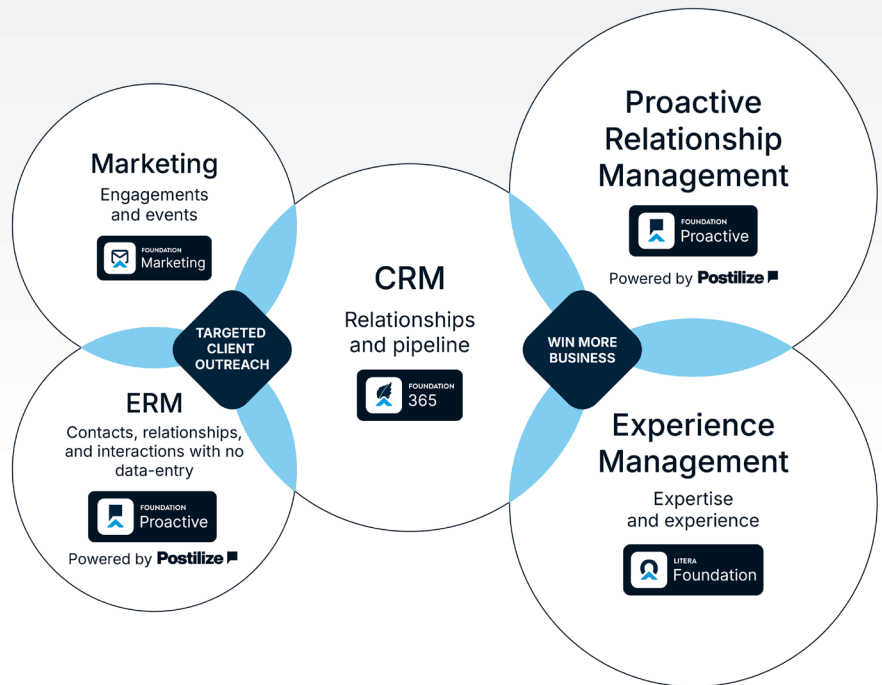 Marketing
Engagements
and events
FOUNDATION
Marketing
ERM
Contacts, relationships,
and interactions with no
data-entry
FOUNDATION
Proactive
Powered by Postilize
TARGETED
CLIENT
OUTREACH
CRM
Relationships
and pipeline
FOUNDATION
365
WIN MORE
BUSINESS
Proactive
Relationship
Management
FOUNDATION
Proactive
Powered by Postilize
Experience
Management
Expertise
and experience
LITERA
Foundation